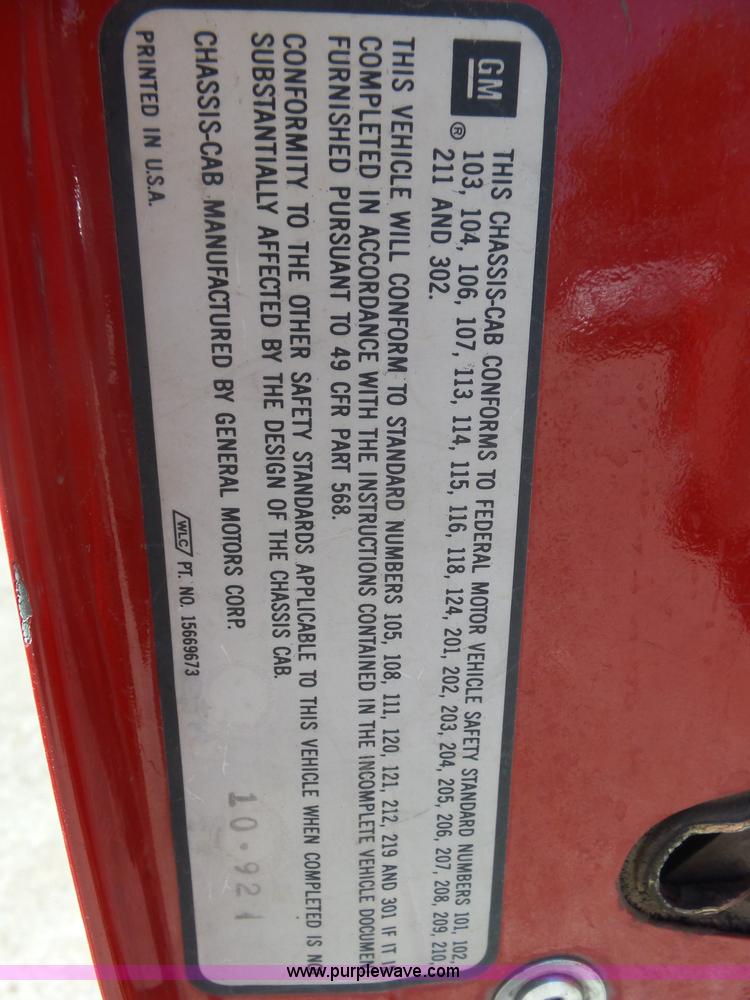 GM
®
THIS CHASSIS-CAB CONFORMS TO FEDERAL MOTOR VEHICLE SAFETY STANDARD NUMBERS 101, 102,
103, 104, 106, 107, 113, 114, 115, 116, 118, 124, 201, 202, 203, 204, 205, 206, 207, 208, 209, 210,
211 AND 302.
THIS VEHICLE WILL CONFORM TO STANDARD NUMBERS 105, 108, 111, 120, 121, 212, 219 AND 301 IF IT
COMPLETED IN ACCORDANCE WITH THE INSTRUCTIONS CONTAINED IN THE INCOMPLETE VEHICLE DOCUMEN
FURNISHED PURSUANT TO 49 CFR PART 568.
CONFORMITY TO THE OTHER SAFETY STANDARDS APPLICABLE TO THIS VEHICLE WHEN COMPLETED IS N
SUBSTANTIALLY AFFECTED BY THE DESIGN OF THE CHASSIS CAB.
CHASSIS-CAB MANUFACTURED BY GENERAL MOTORS CORP.
10·921
PRINTED IN U.S.A. WLC PT. NO. 15669673
www.purplewave.com